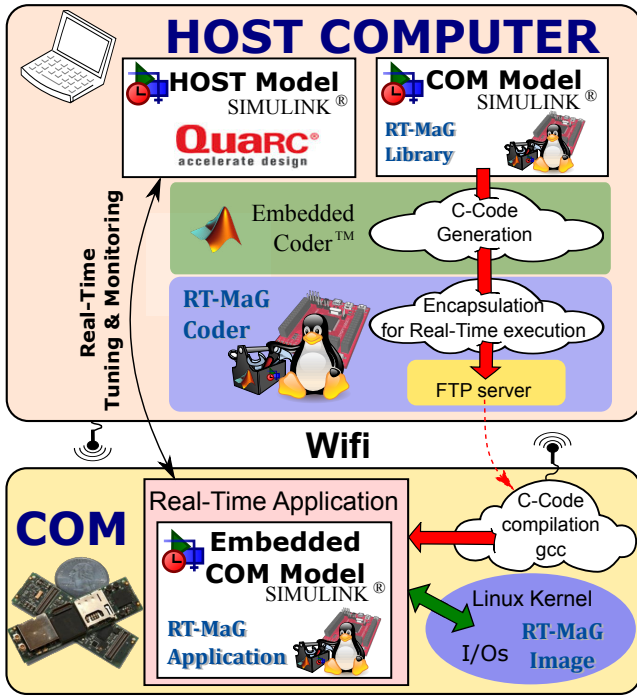 HOST COMPUTER
HOST Model
SIMULINK ®
QUARC®
accelerate design
COM Model
SIMULINK ®
RT-MaG
Library
Real-Time
Tuning & Monitoring
Embedded
Coder™
C-Code
Generation
RT-MaG
Coder
Encapsulation
for Real-Time execution
FTP server
Wifi
COM
Real-Time Application
Embedded
COM Model
SIMULINK ®
RT-MaG
Application
C-Code
compilation
gcc
Linux Kernel
I/Os
RT-MaG
Image